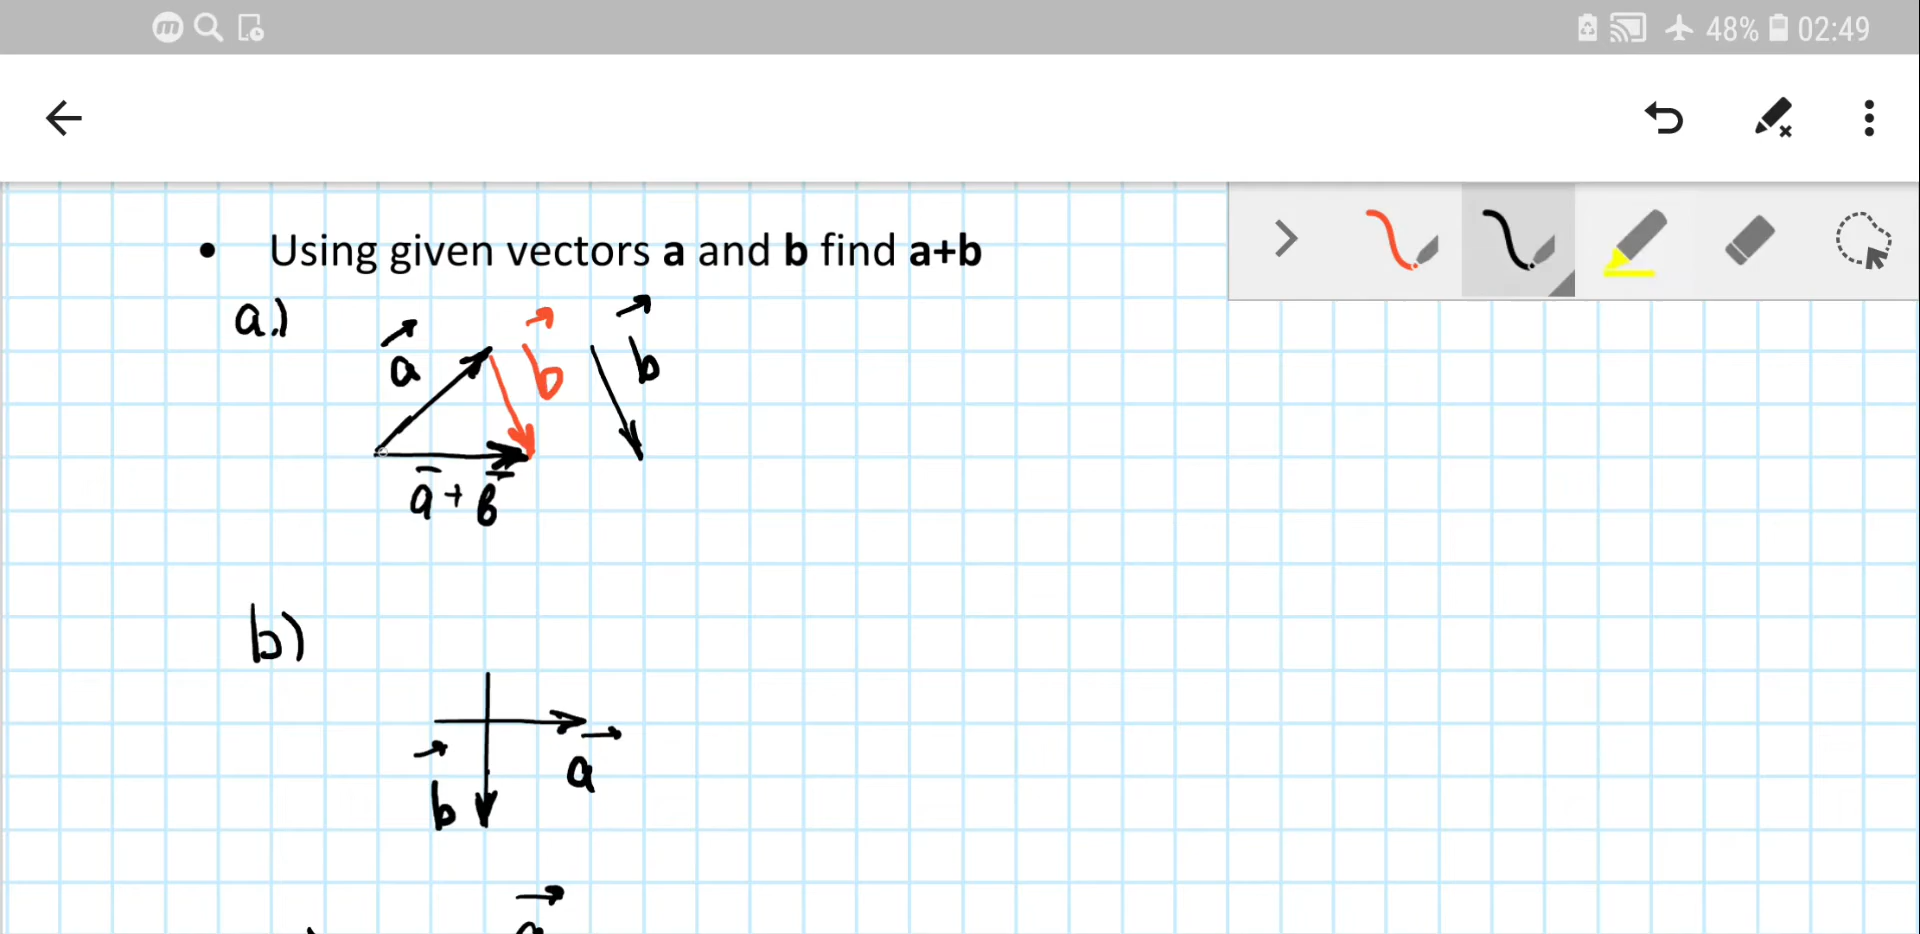 48% 02:49
• Using given vectors a and b find a+b
a.)
a b b
a + b
b)
b a
a